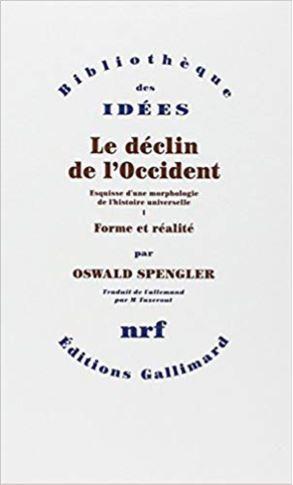 Bibliothèque
des
IDÉES
Le déclin
de l'Occident
Esquisse d'une morphologie
de l'histoire universelle
I
Forme et réalité
par
OSWALD SPENGLER
Traduit de l'allemand
par M Tazerout
nrf
Éditions Gallimard